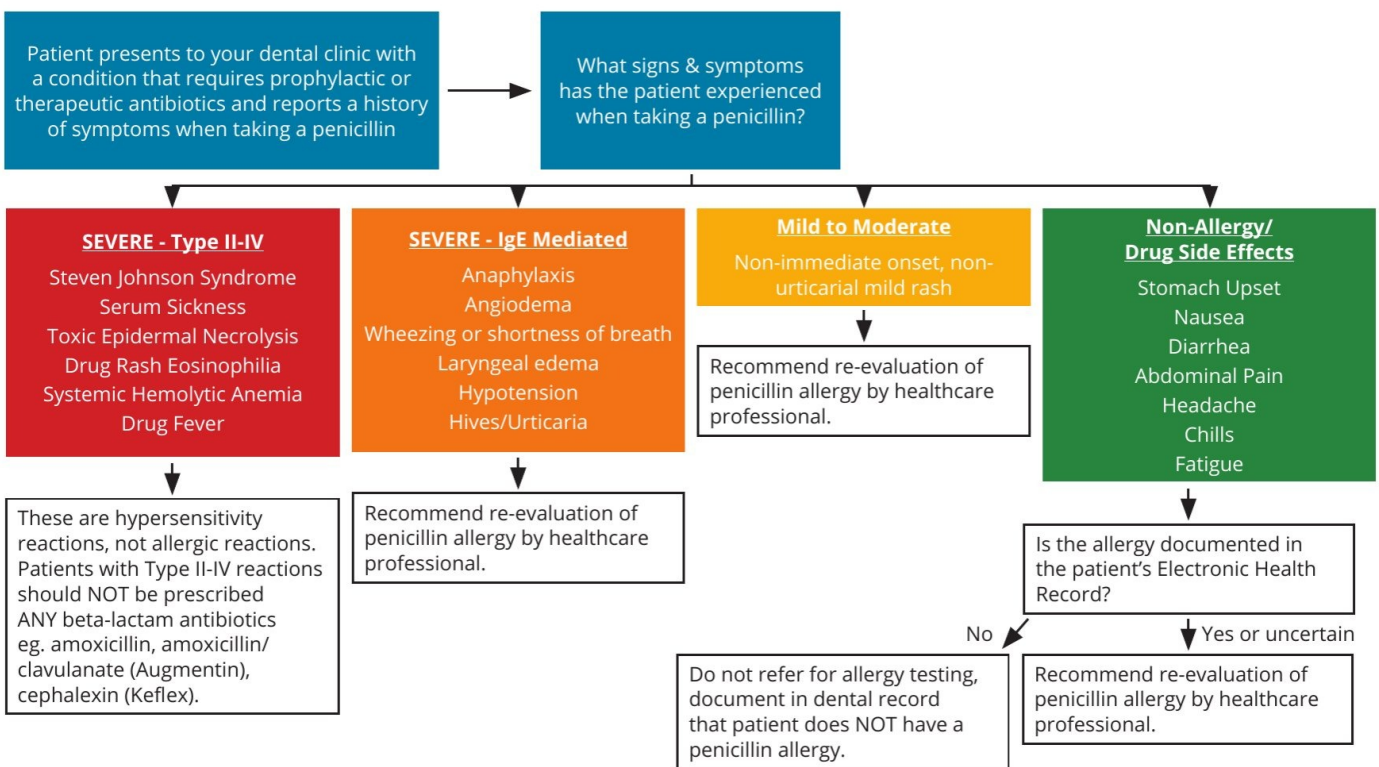 Patient presents to your dental clinic with
a condition that requires prophylactic or
therapeutic antibiotics and reports a history
of symptoms when taking a penicillin
What signs & symptoms
has the patient experienced
when taking a penicillin?
SEVERE - Type II-IV
Steven Johnson Syndrome
Serum Sickness
Toxic Epidermal Necrolysis
Drug Rash Eosinophilia
Systemic Hemolytic Anemia
Drug Fever
These are hypersensitivity
reactions, not allergic reactions.
Patients with Type II-IV reactions
should NOT be prescribed
ANY beta-lactam antibiotics
eg. amoxicillin, amoxicillin/
clavulanate (Augmentin),
cephalexin (Keflex).
SEVERE - IgE Mediated
Anaphylaxis
Angiodema
Wheezing or shortness of breath
Laryngeal edema
Hypotension
Hives/Urticaria
Recommend re-evaluation of
penicillin allergy by healthcare
professional.
Mild to Moderate
Non-immediate onset, non-
urticarial mild rash
Recommend re-evaluation of
penicillin allergy by healthcare
professional.
Non-Allergy/
Drug Side Effects
Stomach Upset
Nausea
Diarrhea
Abdominal Pain
Headache
Chills
Fatigue
Is the allergy documented in
the patient's Electronic Health
Record?
No
Do not refer for allergy testing,
document in dental record
that patient does NOT have a
penicillin allergy.
Yes or uncertain
Recommend re-evaluation of
penicillin allergy by healthcare
professional.